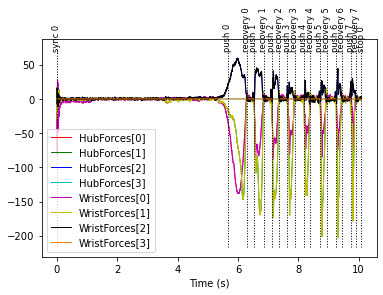 sync 0
push 0
recovery 0
push 1
recovery 1
push 2
recovery 2
push 3
recovery 3
push 4
recovery 4
push 5
recovery 5
push 6
recovery 6
push 7
recovery 7
stop 0
50
0
−50
−100
−150
−200
HubForces[0]
HubForces[1]
HubForces[2]
HubForces[3]
WristForces[0]
WristForces[1]
WristForces[2]
WristForces[3]
0
2
4
6
8
10
Time (s)